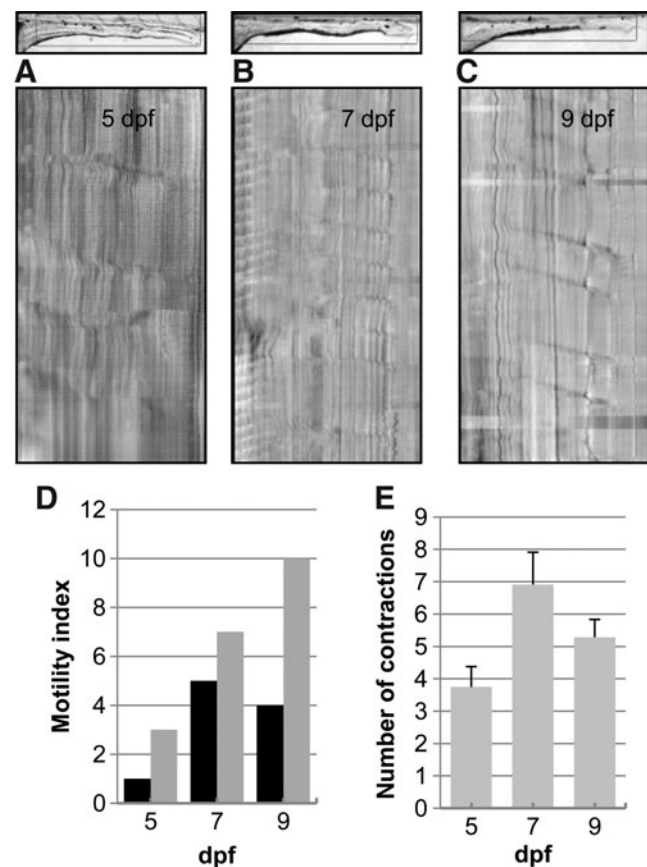 A
B
C
5 dpf
7 dpf
9 dpf
D
Motility index
12
10
8
6
4
2
0
5 7 9
dpf
E
Number of contractions
9
8
7
6
5
4
3
2
1
0
5 7 9
dpf